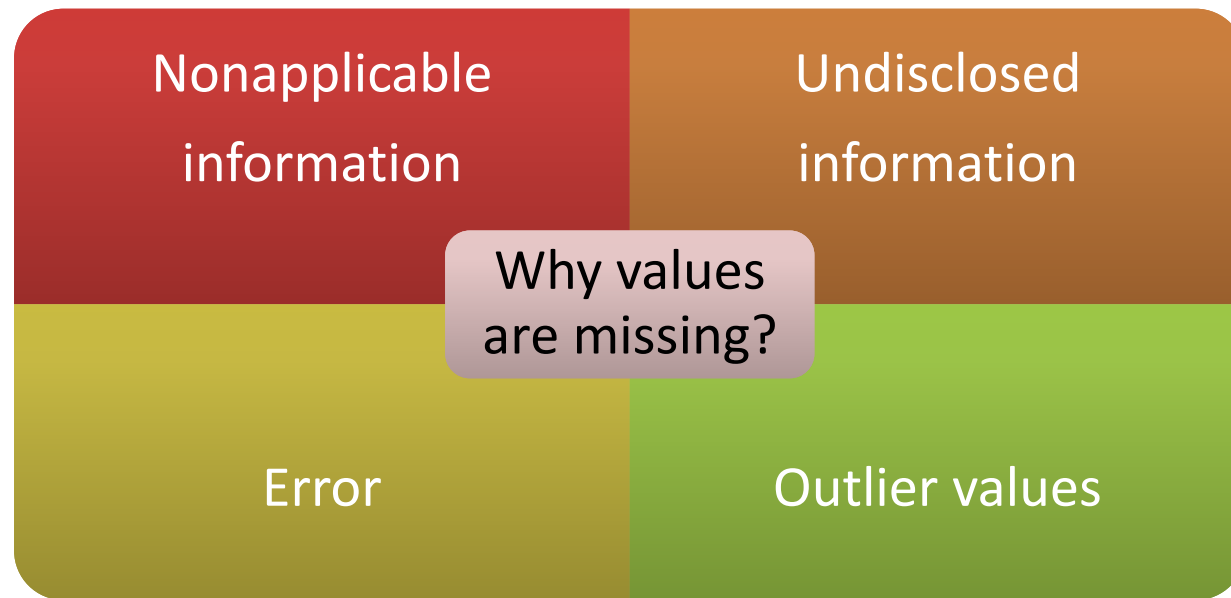 Nonapplicable
information
Undisclosed
information
Why values
are missing?
Error
Outlier values